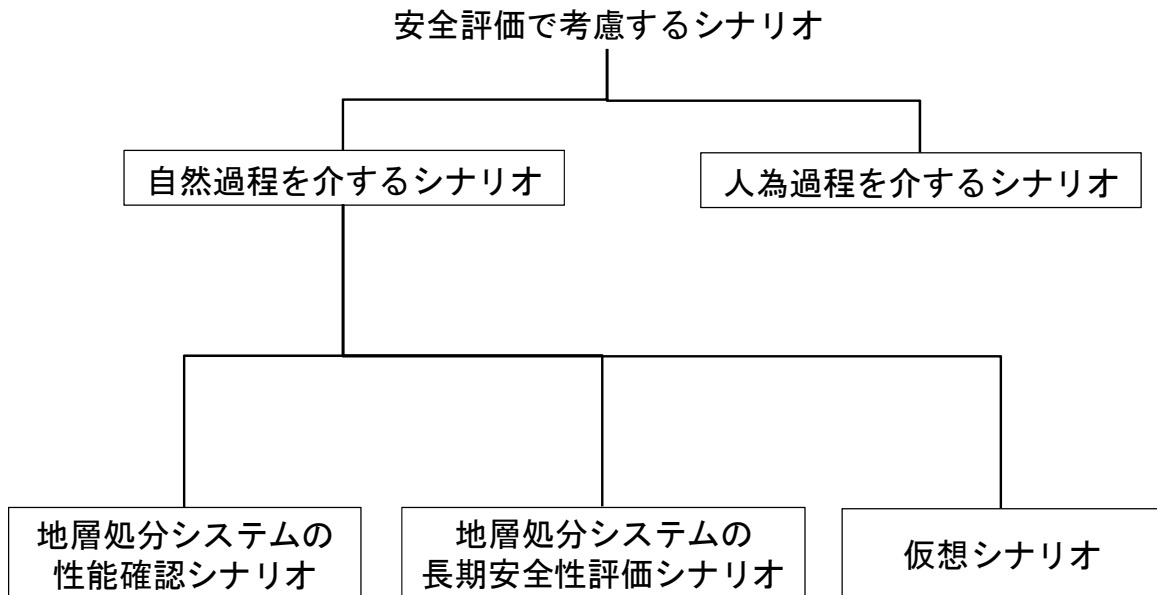 安全評価で考慮するシナリオ
自然過程を介するシナリオ
人為過程を介するシナリオ
地層処分システムの
性能確認シナリオ
地層処分システムの
長期安全性評価シナリオ
仮想シナリオ